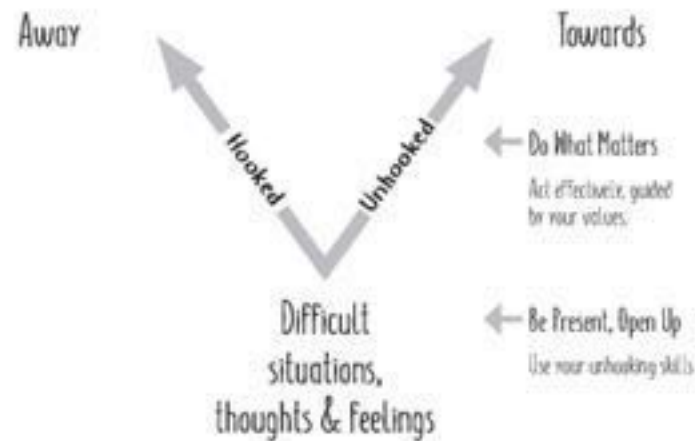 Away
Towards
Hooked
Unhooked
Do What Matters
Act effectively, guided
by your values.
Difficult
situations,
thoughts & Feelings
Be Present, Open Up
Use your unhooking skills